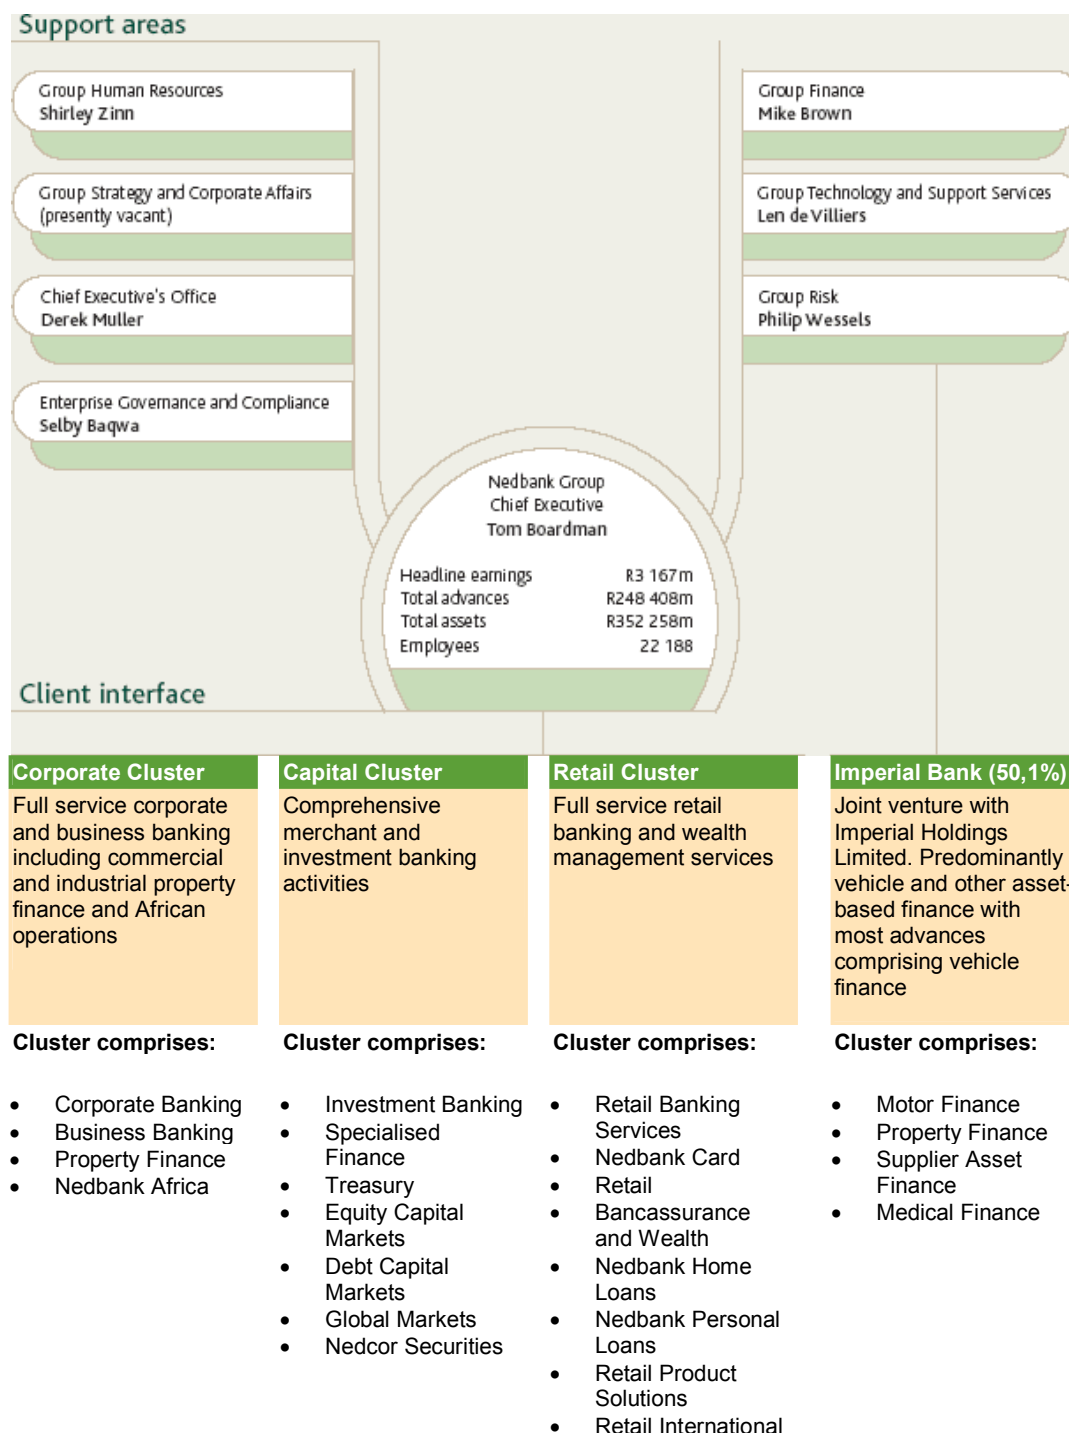 Support areas
Group Human Resources
Shirley Zinn
Group Strategy and Corporate Affairs
(presently vacant)
Chief Executive's Office
Derek Muller
Enterprise Governance and Compliance
Selby Baqwa
Group Finance
Mike Brown
Group Technology and Support Services
Len de Villiers
Group Risk
Philip Wessels
Nedbank Group
Chief Executive
Tom Boardman
Headline earnings R3 167m
Total advances R248 408m
Total assets R352 258m
Employees 22 188
Client interface
Corporate Cluster
Full service corporate
and business banking
including commercial
and industrial property
finance and African
operations
Cluster comprises:
• Corporate Banking
• Business Banking
• Property Finance
• Nedbank Africa
Capital Cluster
Comprehensive
merchant and
investment banking
activities
Cluster comprises:
• Investment Banking
• Specialised
Finance
• Treasury
• Equity Capital
Markets
• Debt Capital
Markets
• Global Markets
• Nedcor Securities
Retail Cluster
Full service retail
banking and wealth
management services
Cluster comprises:
• Retail Banking
Services
• Nedbank Card
• Retail
• Bancassurance
and Wealth
• Nedbank Home
Loans
• Nedbank Personal
Loans
• Retail Product
Solutions
• Retail International
Imperial Bank (50,1%)
Joint venture with
Imperial Holdings
Limited. Predominantly
vehicle and other asset-
based finance with
most advances
comprising vehicle
finance
Cluster comprises:
• Motor Finance
• Property Finance
• Supplier Asset
Finance
• Medical Finance